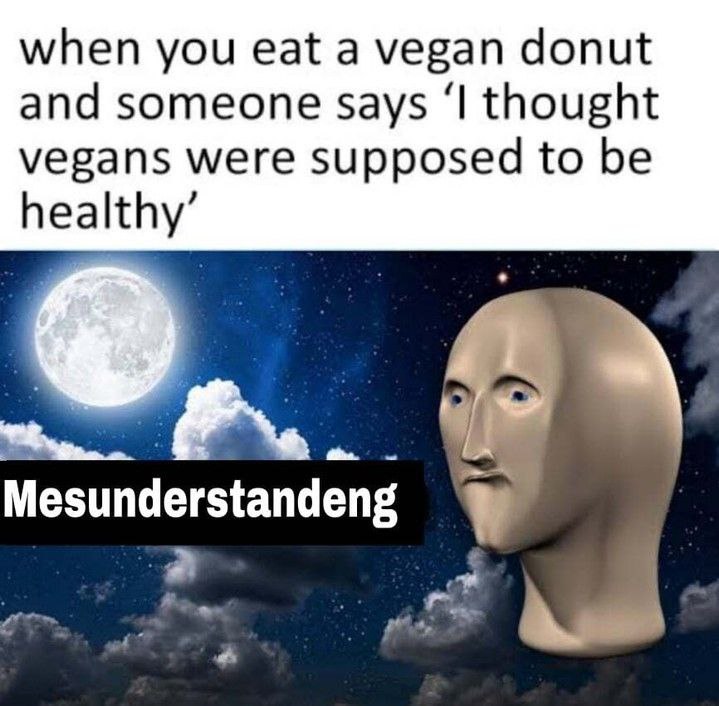 when you eat a vegan donut
and someone says ‘I thought
vegans were supposed to be
healthy’
Mesunderstandeng